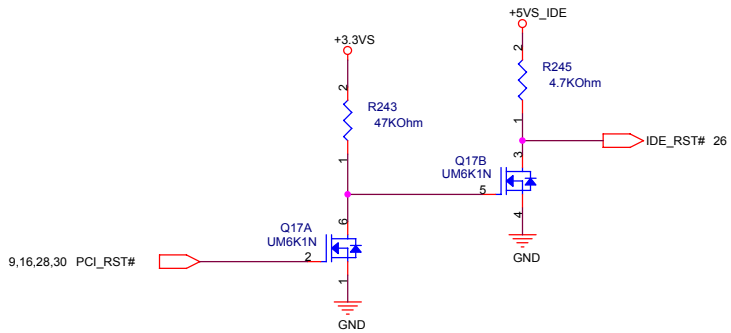 +5VS_IDE
+3.3VS
2
R245
4.7KOhm
2
R243
47KOhm
1
IDE_RST# 26
1
3
Q17B
UM6K1N
5
4
6
Q17A
UM6K1N
GND
9,16,28,30 PCI_RST#
2
1
GND